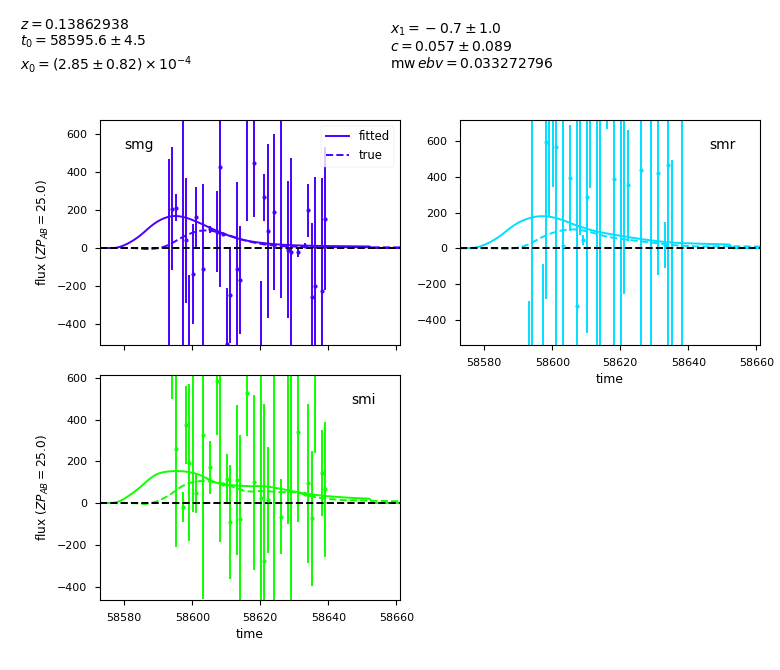 z = 0.13862938
t₀ = 58595.6 ± 4.5
x₀ = (2.85 ± 0.82) × 10⁻⁴
x₁ = −0.7 ± 1.0
c = 0.057 ± 0.089
mw ebv = 0.033272796
smg
fitted
true
600
400
200
0
−200
−400
flux (ZP_AB = 25.0)
smr
600
400
200
0
−200
−400
58580 58600 58620 58640 58660
time
smi
600
400
200
0
−200
−400
flux (ZP_AB = 25.0)
58580 58600 58620 58640 58660
time